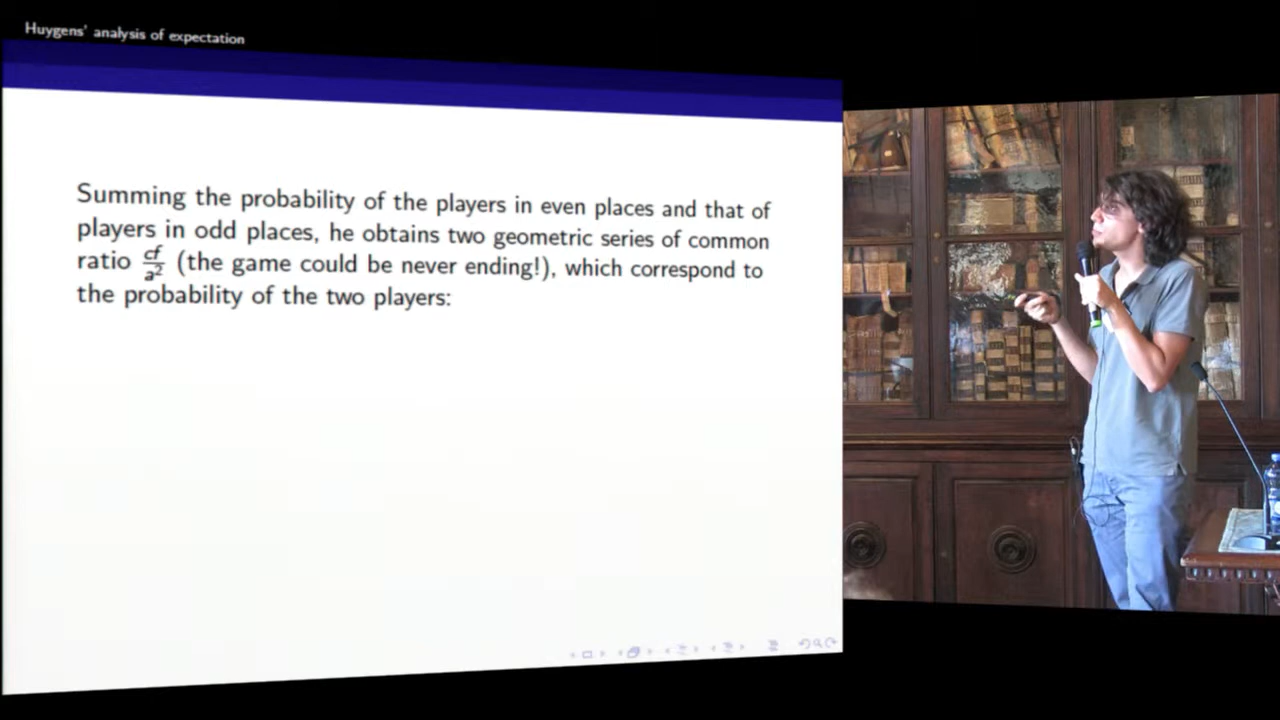 Huygens' analysis of expectation
Summing the probability of the players in even places and that of
players in odd places, he obtains two geometric series of common
ratio cf/a² (the game could be never ending!), which correspond to
the probability of the two players: